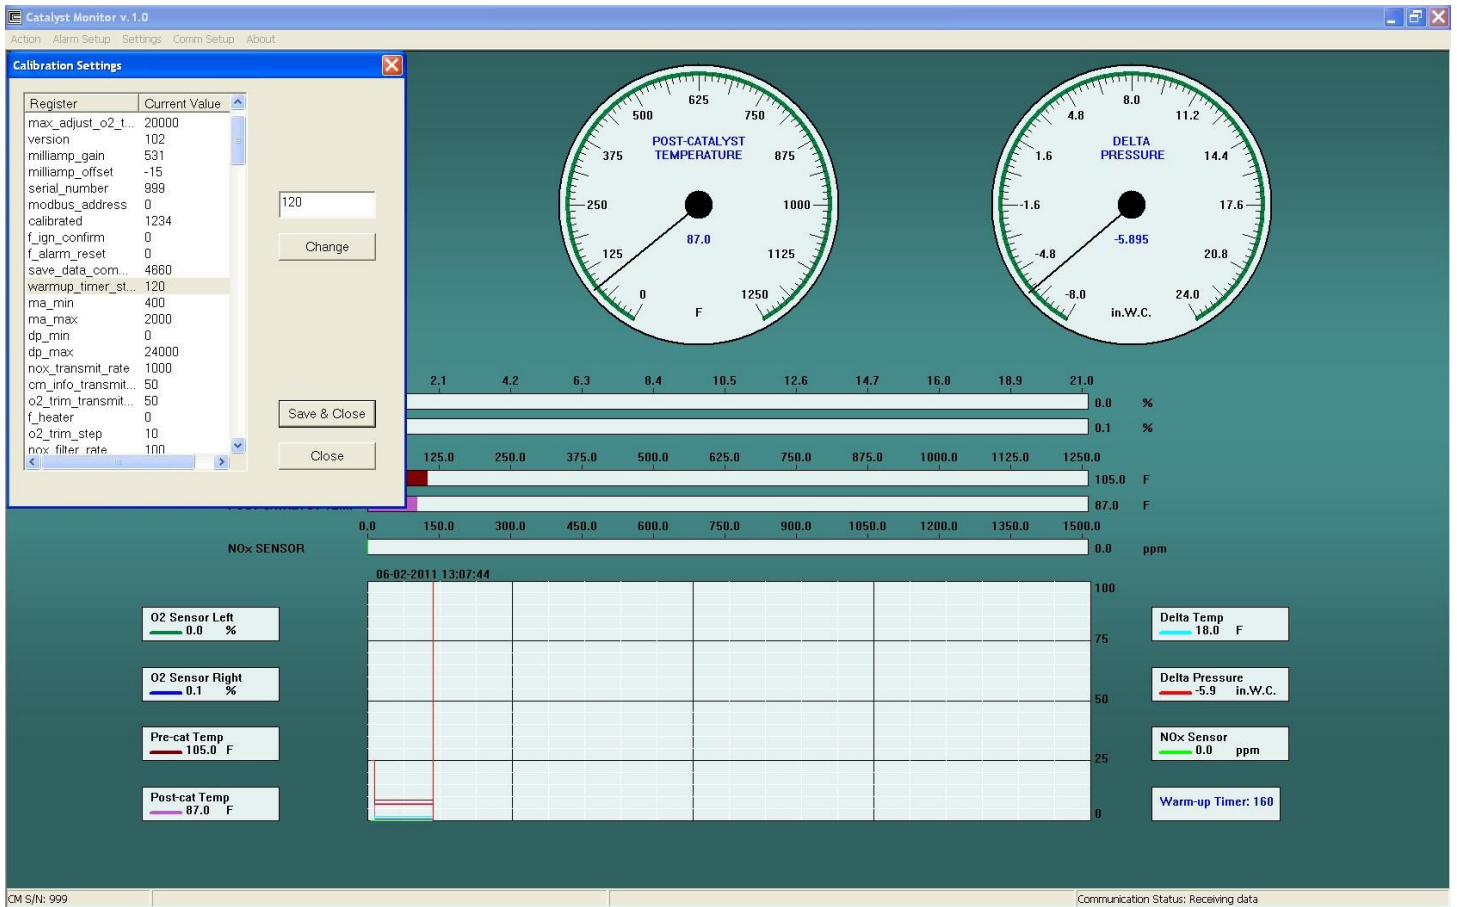 Catalyst Monitor v.1.0
Action Alarm Setup Settings Comm Setup About
Calibration Settings
Register Current Value
max_adjust_o2_t... 20000
version 102
milliamp_gain 531
milliamp_offset -15
serial_number 999
modbus_address 0
calibrated 1234
f_ign_confirm 0
f_alarm_reset 0
save_data_com... 4660
warmup_timer_st... 120
ma_min 400
ma_max 2000
dp_min 0
dp_max 24000
nox_transmit_rate 1000
cm_info_transmit... 50
o2_trim_transmit... 50
f_heater 0
o2_trim_step 10
nox_filter_rate 100
120
Change
Save & Close
Close
POST-CATALYST
TEMPERATURE
0 125 250 375 500 625 750 875 1000 1125 1250
87.0
F
DELTA
PRESSURE
-8.0 -4.8 -1.6 1.6 4.8 8.0 11.2 14.4 17.6 20.8 24.0
-5.895
in.W.C.
2.1 4.2 6.3 8.4 10.5 12.6 14.7 16.8 18.9 21.0
0.0 %
0.1 %
125.0 250.0 375.0 500.0 625.0 750.0 875.0 1000.0 1125.0 1250.0
105.0 F
87.0 F
0.0 150.0 300.0 450.0 600.0 750.0 900.0 1050.0 1200.0 1350.0 1500.0
NOx SENSOR 0.0 ppm
06-02-2011 13:07:44
100
75
50
25
0
O2 Sensor Left
0.0 %
O2 Sensor Right
0.1 %
Pre-cat Temp
105.0 F
Post-cat Temp
87.0 F
Delta Temp
18.0 F
Delta Pressure
-5.9 in.W.C.
NOx Sensor
0.0 ppm
Warm-up Timer: 160
CM S/N: 999
Communication Status: Receiving data